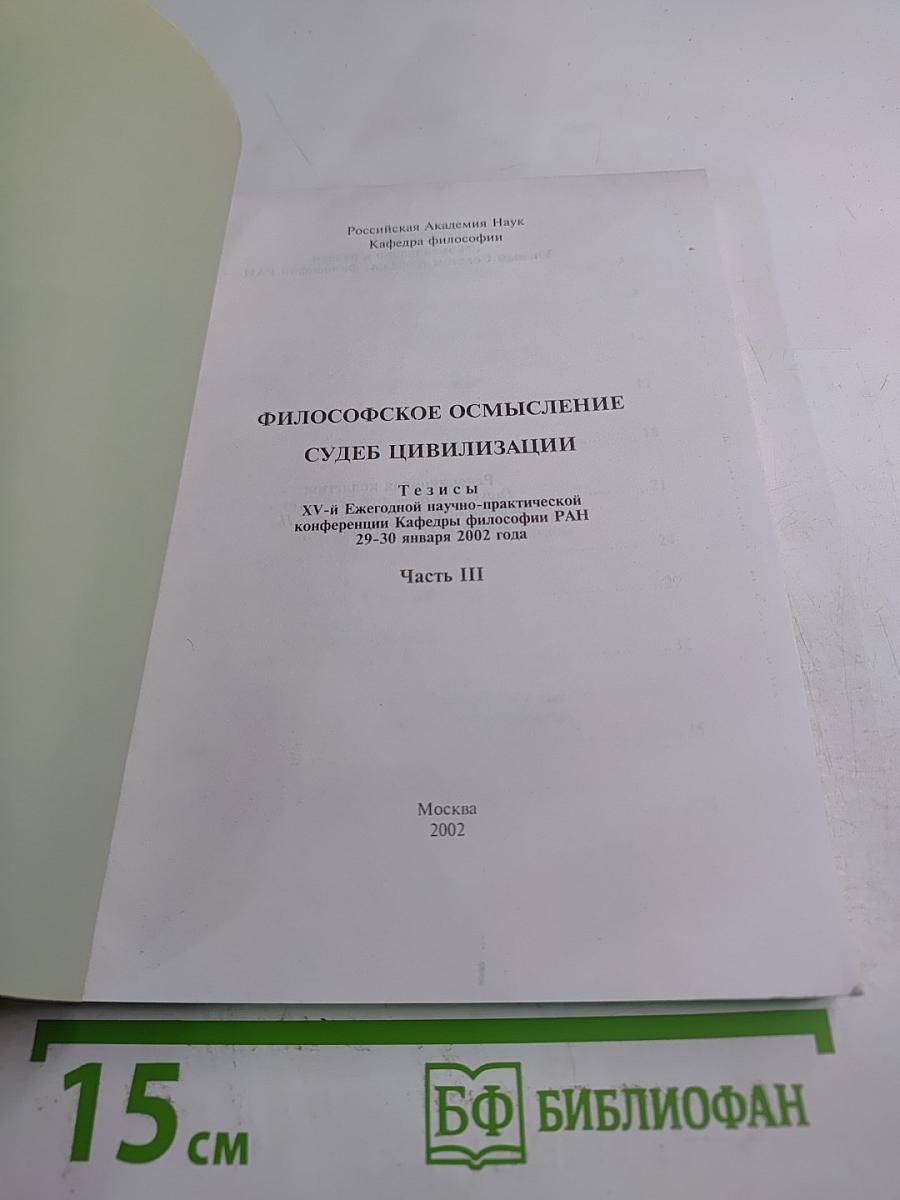 Российская Академия Наук
Кафедра философии
ФИЛОСОФСКОЕ ОСМЫСЛЕНИЕ
СУДЕБ ЦИВИЛИЗАЦИИ
Тезисы
XV-й Ежегодной научно-практической
конференции Кафедры философии РАН
29-30 января 2002 года
Часть III
Москва
2002
15 см
БФ БИБЛИОФАН